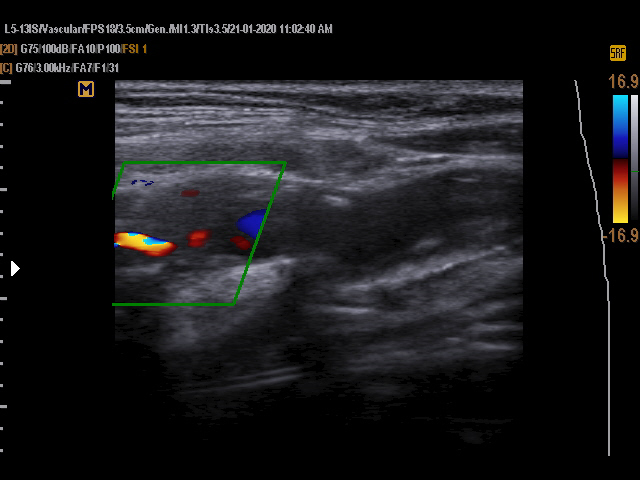 L5-13IS/Vascular/FPS18/3.5cm/Gen./MI1.3/TIs3.5/21-01-2020 11:02:40 AM
[2D] G75/100dB/FA10/P100/FSI 1
[C] G76/3.00kHz/FA7/F1/31
M
SRF
16.9
-16.9